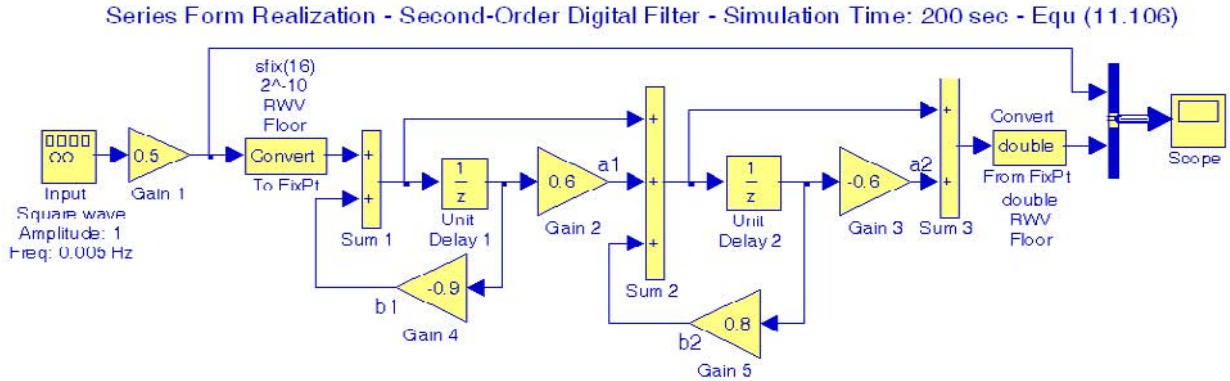 Series Form Realization - Second-Order Digital Filter - Simulation Time: 200 sec - Equ (11.106)
sfix(16)
2^-10
RWV
Floor
Convert
To FixPt
Input
Square wave
Amplitude: 1
Freq: 0.005 Hz
0.5
Gain 1
+
+
Sum 1
1
z
Unit
Delay 1
0.6
a1
Gain 2
-0.9
b1
Gain 4
+
+
+
Sum 2
1
z
Unit
Delay 2
-0.6
a2
Gain 3
0.8
b2
Gain 5
+
+
Sum 3
Convert
double
From FixPt
double
RWV
Floor
Scope